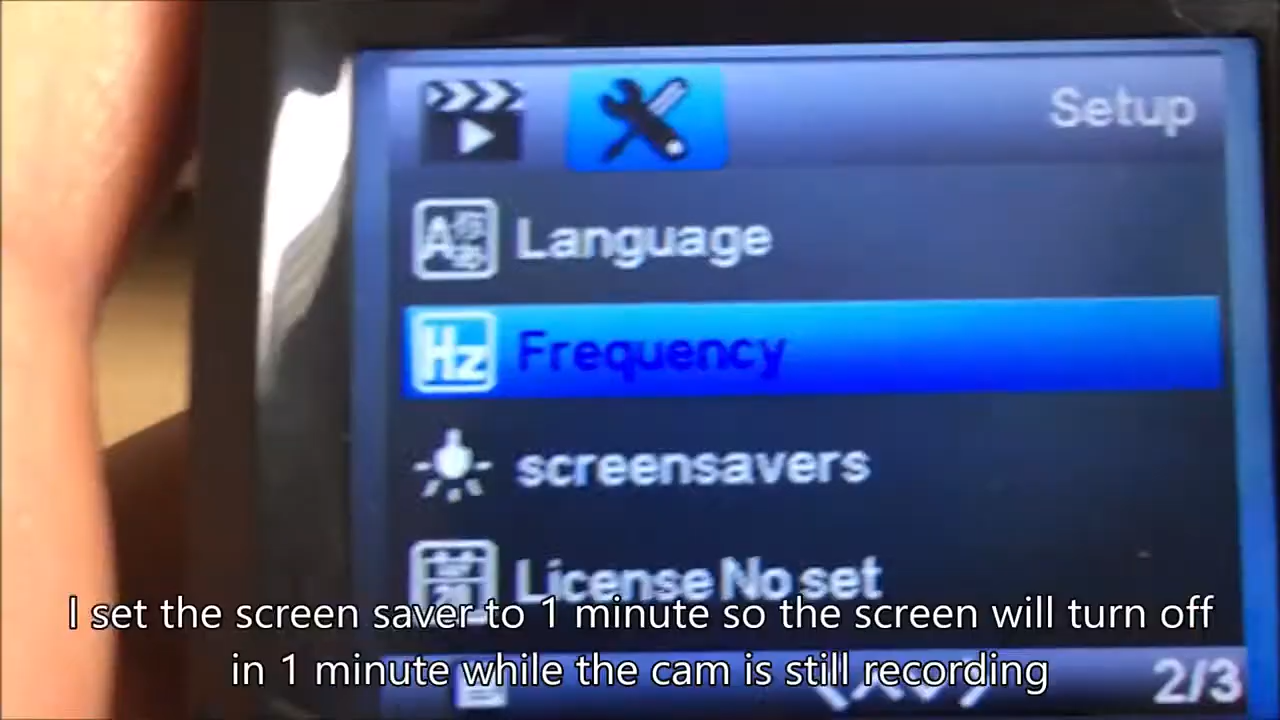 Setup
Language
Hz Frequency
screensavers
License No set
I set the screen saver to 1 minute so the screen will turn off
in 1 minute while the cam is still recording
2/3